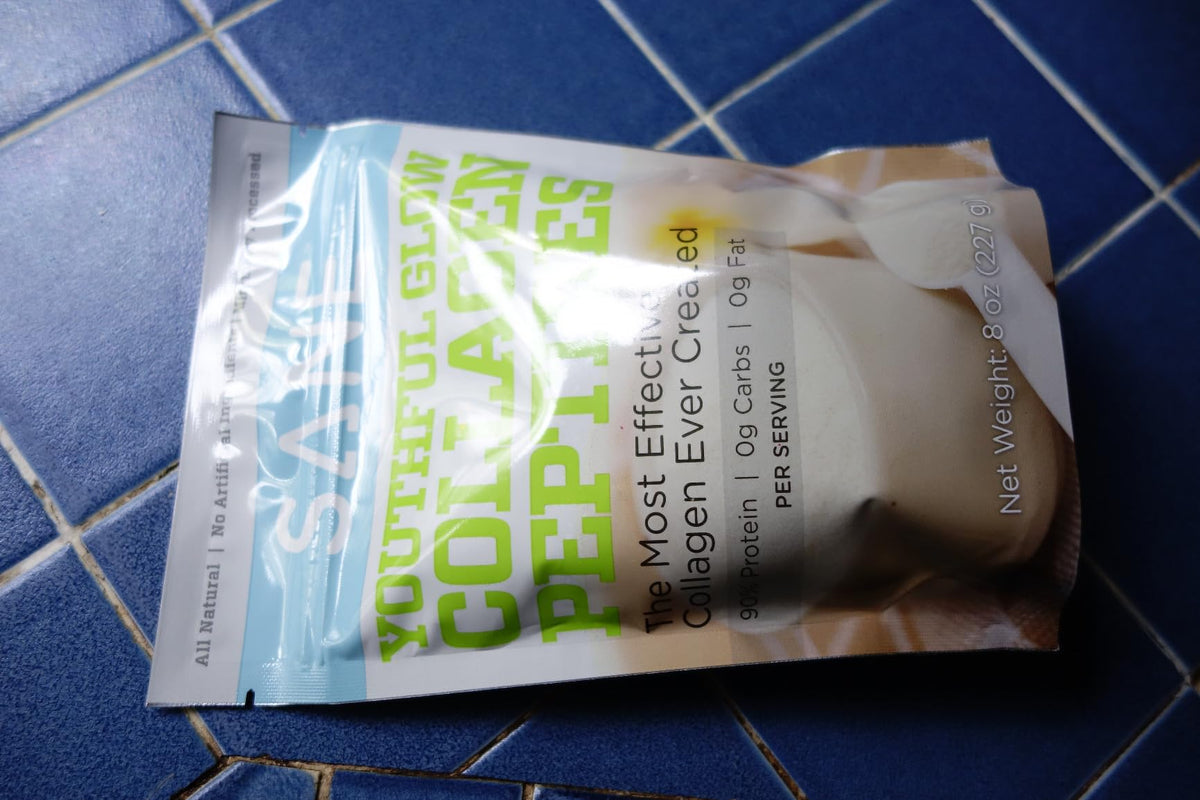 All Natural | No Artificial Ingredients
SANE
YOUTHFUL GLOW
COLLAGEN
PEPTIDES
The Most Effective
Collagen Ever Created
90% Protein | 0g Carbs | 0g Fat
PER SERVING
Net Weight: 8 oz (227 g)